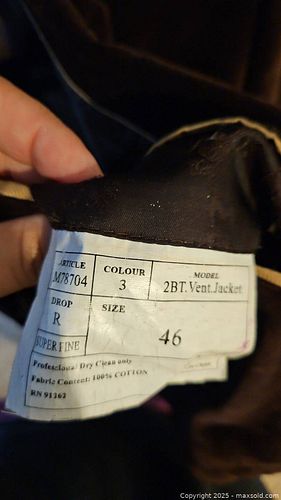 ARTICLE COLOUR MODEL
M78704 3 2BT.Vent.Jacket
DROP SIZE
R 46
SUPER FINE
Professional Dry Clean only
Fabric Content: 100% COTTON
RN 91262
Copyright 2025 - maxsold.com